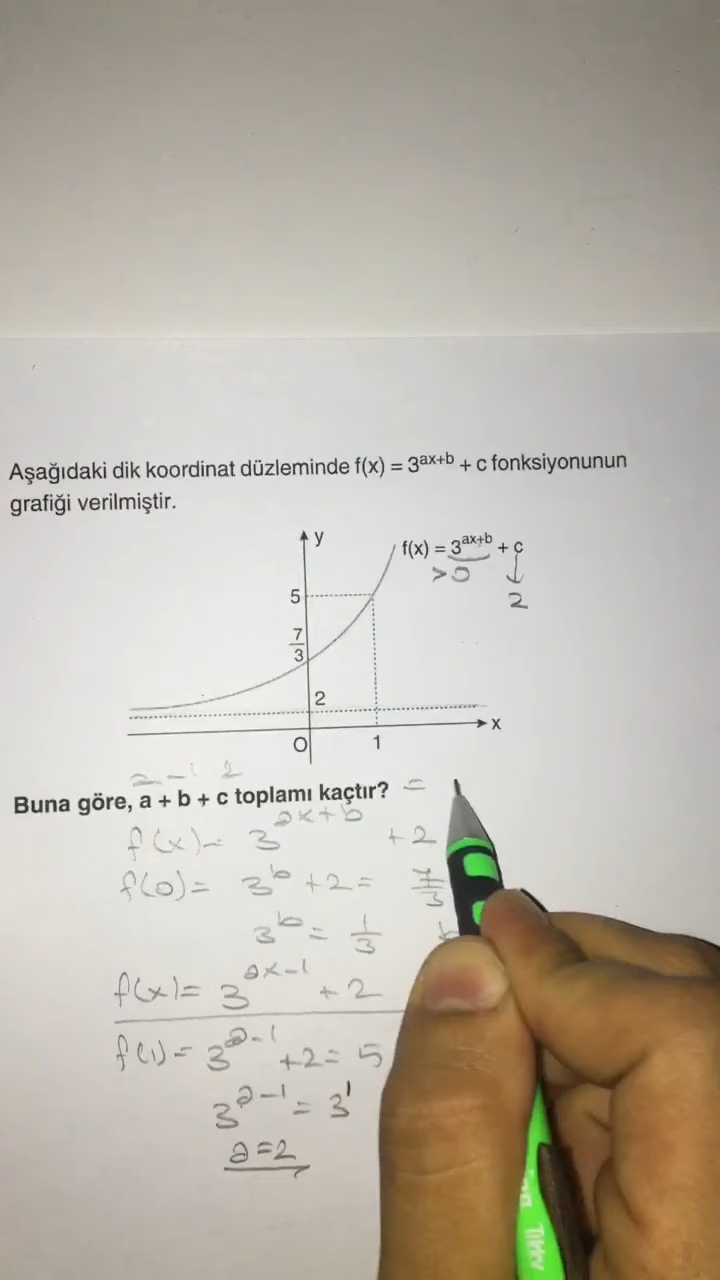 Aşağıdaki dik koordinat düzleminde f(x) = 3^ax+b + c fonksiyonunun
grafiği verilmiştir.
y
f(x) = 3^ax+b + c
>0
2
5
7/3
2
x
O
1
2 -1 2
Buna göre, a + b + c toplamı kaçtır? =
f(x) = 3^ax+b + 2
f(0) = 3^b + 2 = 7/3
3^b = 1/3
f(x) = 3^ax-1 + 2
f(1) = 3^a-1 + 2 = 5
3^a-1 = 3^1
a = 2